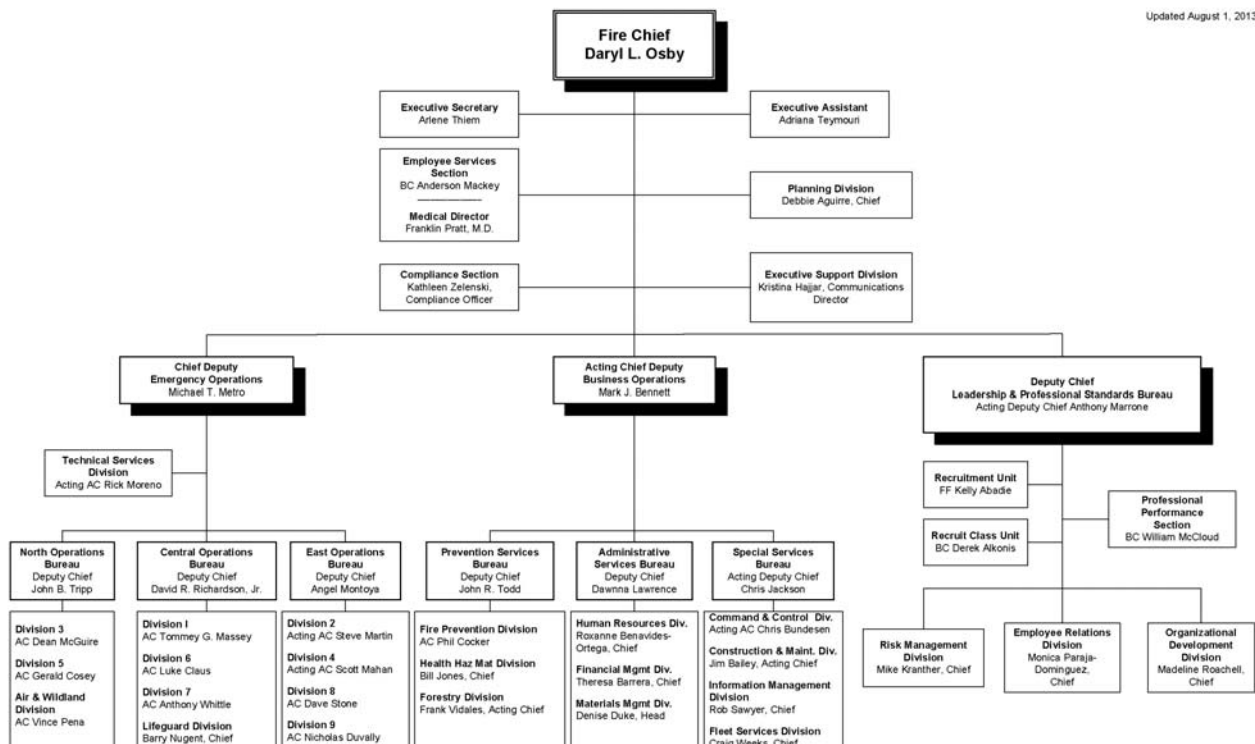 Updated August 1, 2013
Fire Chief
Daryl L. Osby
Executive Secretary
Arlene Thiem
Executive Assistant
Adriana Teymouri
Employee Services
Section
BC Anderson Mackey
Medical Director
Franklin Pratt, M.D.
Planning Division
Debbie Aguirre, Chief
Compliance Section
Kathleen Zelenski,
Compliance Officer
Executive Support Division
Kristina Hajjar, Communications
Director
Chief Deputy
Emergency Operations
Michael T. Metro
Acting Chief Deputy
Business Operations
Mark J. Bennett
Deputy Chief
Leadership & Professional Standards Bureau
Acting Deputy Chief Anthony Marrone
Technical Services
Division
Acting AC Rick Moreno
Recruitment Unit
FF Kelly Abadie
Professional
Performance
Section
BC William McCloud
Recruit Class Unit
BC Derek Alkonis
North Operations
Bureau
Deputy Chief
John B. Tripp
Central Operations
Bureau
Deputy Chief
David R. Richardson, Jr.
East Operations
Bureau
Deputy Chief
Angel Montoya
Prevention Services
Bureau
Deputy Chief
John R. Todd
Administrative
Services Bureau
Deputy Chief
Dawnna Lawrence
Special Services
Bureau
Acting Deputy Chief
Chris Jackson
Division 3
AC Dean McGuire
Division 5
AC Gerald Cosey
Air & Wildland
Division
AC Vince Pena
Division I
AC Tommey G. Massey
Division 6
AC Luke Claus
Division 7
AC Anthony Whittle
Lifeguard Division
Barry Nugent, Chief
Division 2
Acting AC Steve Martin
Division 4
Acting AC Scott Mahan
Division 8
AC Dave Stone
Division 9
AC Nicholas Duvally
Fire Prevention Division
AC Phil Cocker
Health Haz Mat Division
Bill Jones, Chief
Forestry Division
Frank Vidales, Acting Chief
Human Resources Div.
Roxanne Benavides-
Ortega, Chief
Financial Mgmt Div.
Theresa Barrera, Chief
Materials Mgmt Div.
Denise Duke, Head
Command & Control Div.
Acting AC Chris Bundesen
Construction & Maint. Div.
Jim Bailey, Acting Chief
Information Management
Division
Rob Sawyer, Chief
Fleet Services Division
Craig Weeks, Chief
Risk Management
Division
Mike Kranther, Chief
Employee Relations
Division
Monica Paraja-
Dominguez,
Chief
Organizational
Development
Division
Madeline Roachell,
Chief